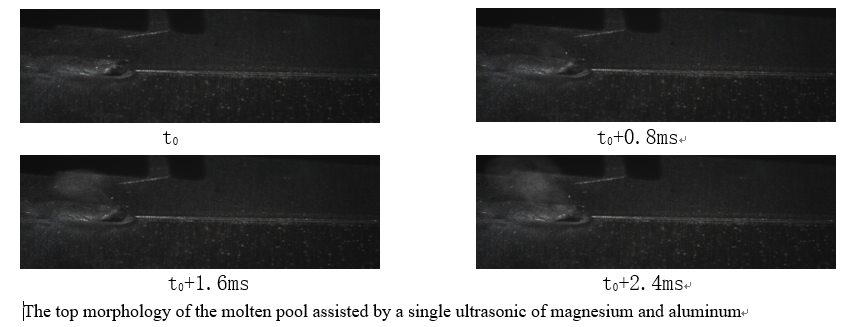 t₀
t₀+0.8ms
t₀+1.6ms
t₀+2.4ms
The top morphology of the molten pool assisted by a single ultrasonic of magnesium and aluminum